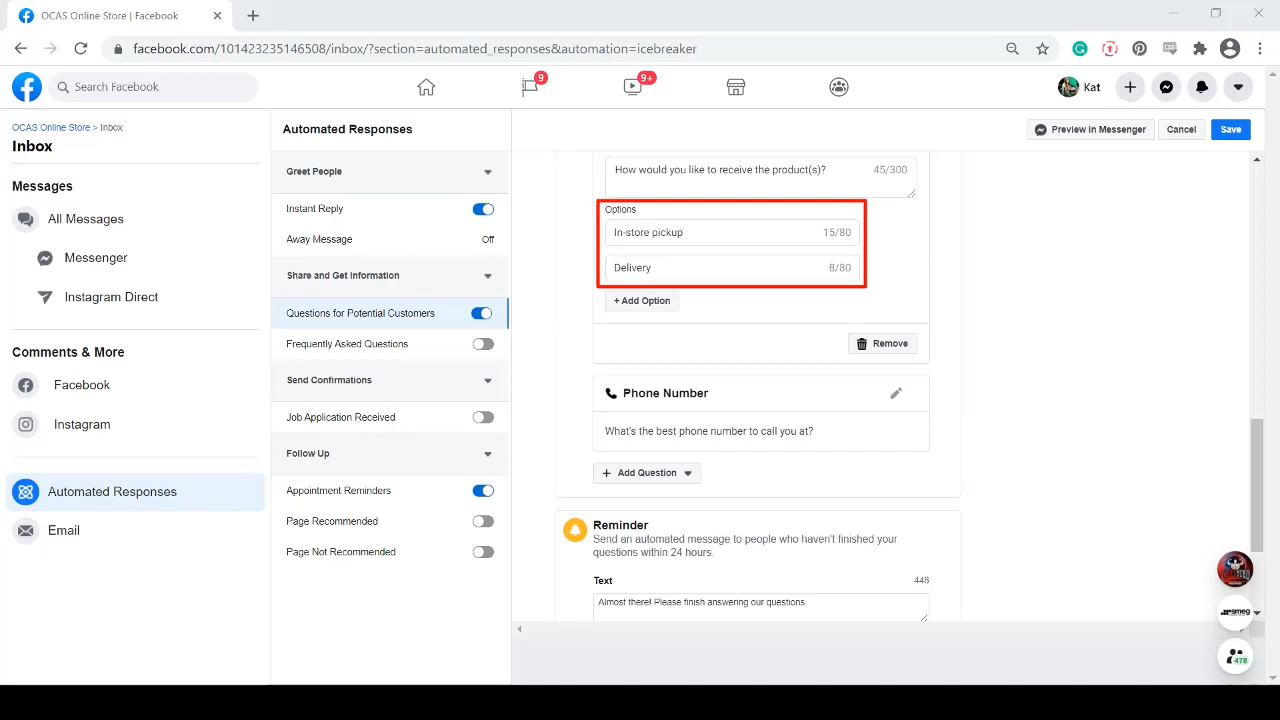 OCAS Online Store | Facebook
facebook.com/101423235146508/inbox/?section=automated_responses&automation=icebreaker
Search Facebook
9
9+
Kat
OCAS Online Store > Inbox
Inbox
Messages
All Messages
Messenger
Instagram Direct
Comments & More
Facebook
Instagram
Automated Responses
Email
Automated Responses
Greet People
Instant Reply
Away Message Off
Share and Get Information
Questions for Potential Customers
Frequently Asked Questions
Send Confirmations
Job Application Received
Follow Up
Appointment Reminders
Page Recommended
Page Not Recommended
Preview in Messenger
Cancel
Save
How would you like to receive the product(s)? 45/300
Options
In-store pickup 15/80
Delivery 8/80
+ Add Option
Remove
Phone Number
What's the best phone number to call you at?
+ Add Question
Reminder
Send an automated message to people who haven't finished your
questions within 24 hours.
Text 448
Almost there! Please finish answering our questions.
smeg
478